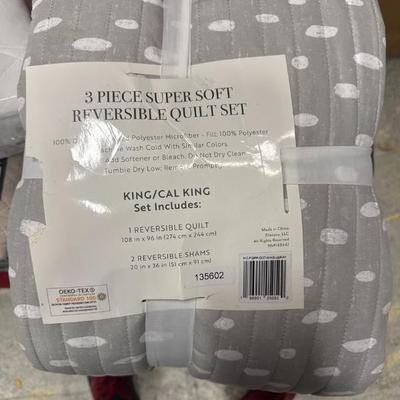 3 PIECE SUPER SOFT
REVERSIBLE QUILT SET
Polyester Microfiber - Fill: 100% Polyester
Wash Cold With Similar Colors
Add Softener or Bleach, Do Not Dry Clean
Tumble Dry Low; Promptly
KING/CAL KING
Set Includes:
1 REVERSIBLE QUILT
108 in x 96 in (274 cm x 244 cm)
2 REVERSIBLE SHAMS
20 in x 36 in (51 cm x 91 cm)
Made in China
All Rights Reserved
135602
OEKO-TEX®
STANDARD 100